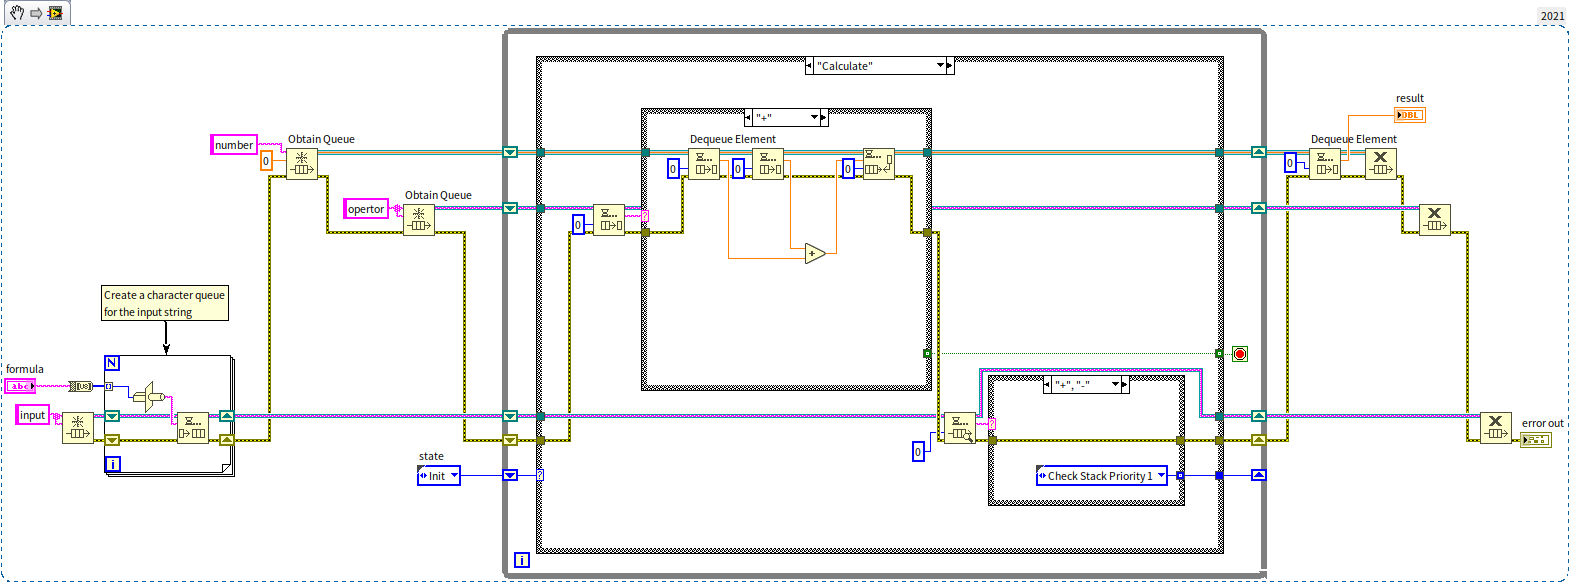 2021
"Calculate"
result
DBL
"+"
number
Obtain Queue
0
Dequeue Element
0
0
0
Dequeue Element
0
opertor
Obtain Queue
0
+
Create a character queue
for the input string
N
formula
abc
U8
"+", "-"
input
error out
0
state
Init
Check Stack Priority 1
i
i